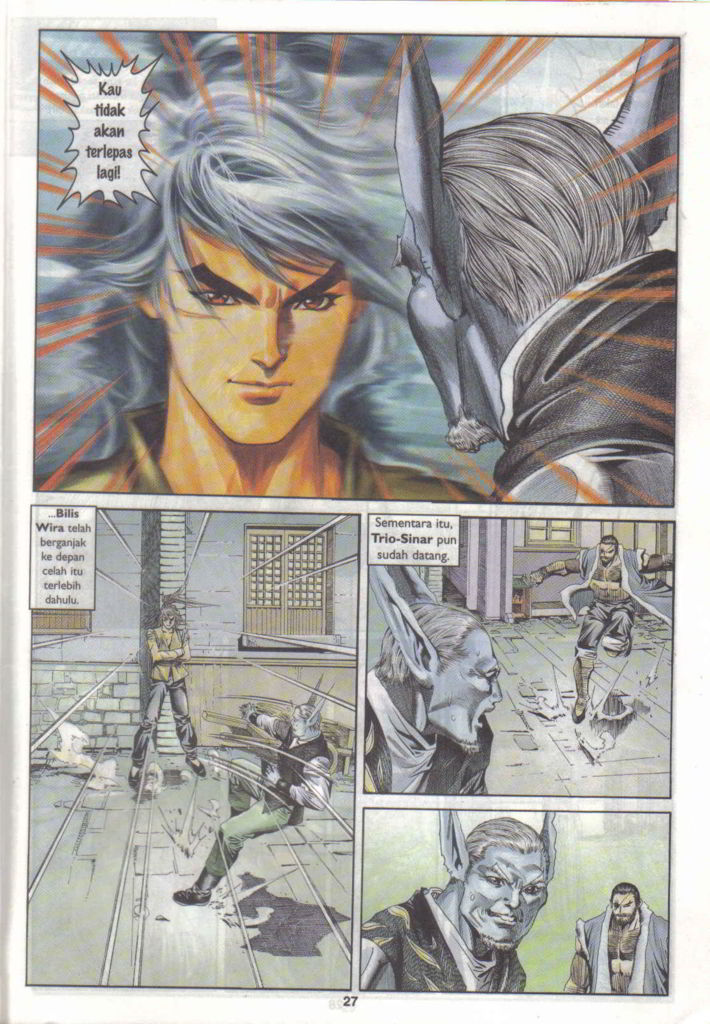 Kau
tidak
akan
terlepas
lagi!
...Bilis
Wira telah
berganjak
ke depan
celah itu
terlebih
dahulu.
Sementara itu,
Trio-Sinar pun
sudah datang.
27